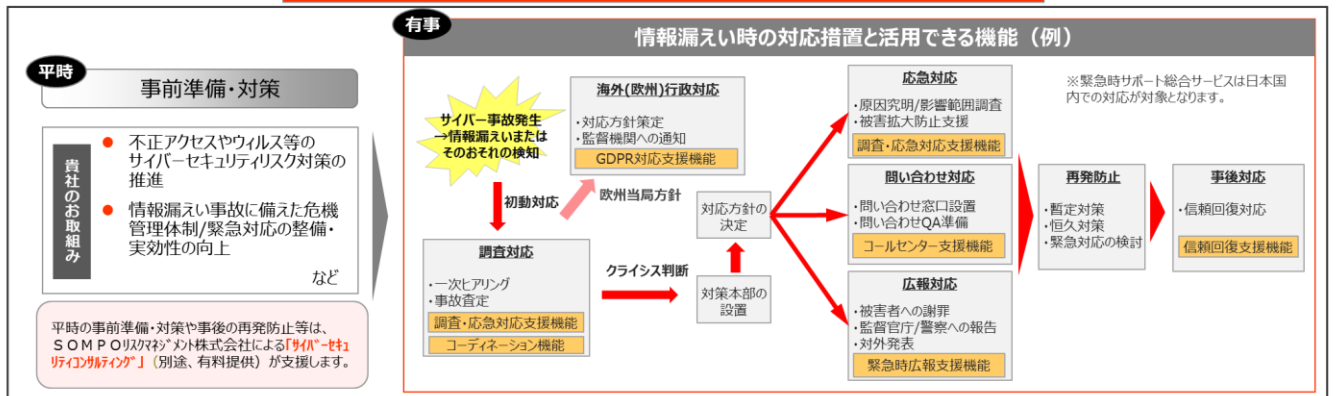 平時
事前準備・対策
貴社のお取組み
● 不正アクセスやウィルス等の
サイバーセキュリティリスク対策の
推進
● 情報漏えい事故に備えた危機
管理体制/緊急対応の整備・
実効性の向上
など
平時の事前準備・対策や事後の再発防止等は、
ＳＯＭＰＯリスクマネジメント株式会社による「サイバーセキュ
リティコンサルティング」（別途、有料提供）が支援します。
有事
情報漏えい時の対応措置と活用できる機能（例）
サイバー事故発生
→情報漏えいまたは
そのおそれの検知
初動対応
海外(欧州)行政対応
・対応方針策定
・監督機関への通知
GDPR対応支援機能
欧州当局方針
調査対応
・一次ヒアリング
・事故査定
調査・応急対応支援機能
コーディネーション機能
クライシス判断
対策本部の
設置
対応方針の
決定
応急対応
・原因究明/影響範囲調査
・被害拡大防止支援
調査・応急対応支援機能
問い合わせ対応
・問い合わせ窓口設置
・問い合わせQA準備
コールセンター支援機能
広報対応
・被害者への謝罪
・監督官庁/警察への報告
・対外発表
緊急時広報支援機能
※緊急時サポート総合サービスは日本国
内での対応が対象となります。
再発防止
・暫定対策
・恒久対策
・緊急対応の検討
事後対応
・信頼回復対応
信頼回復支援機能